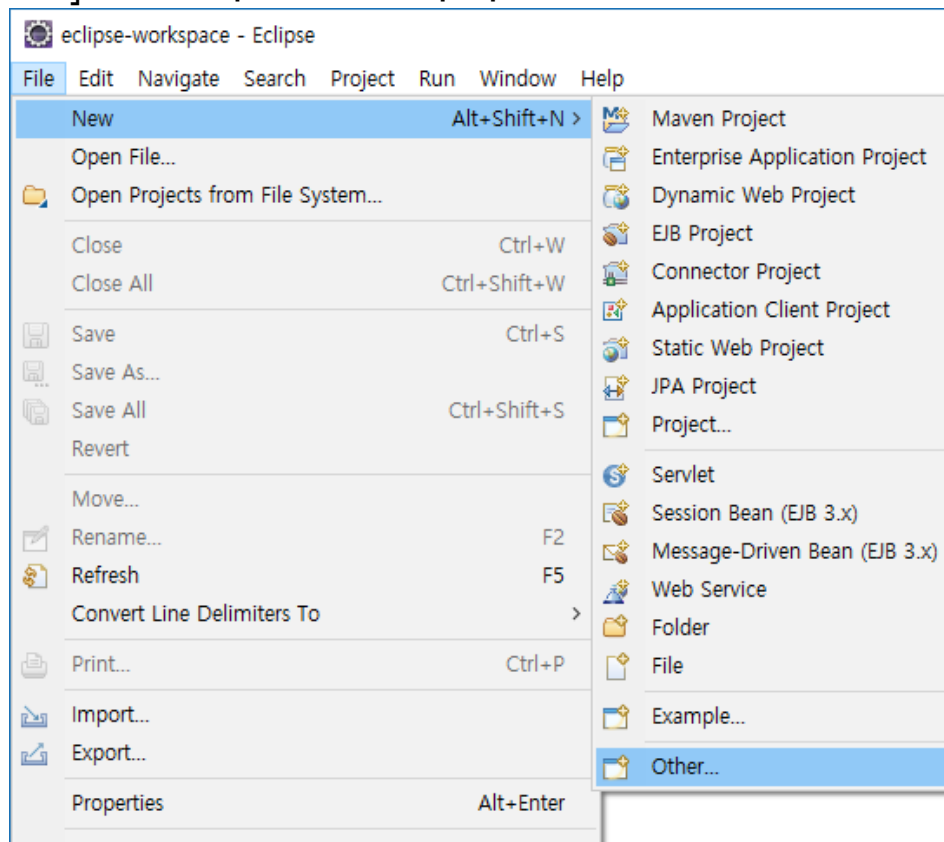 eclipse-workspace - Eclipse
File Edit Navigate Search Project Run Window Help
New Alt+Shift+N >
Open File...
Open Projects from File System...
Close Ctrl+W
Close All Ctrl+Shift+W
Save Ctrl+S
Save As...
Save All Ctrl+Shift+S
Revert
Move...
Rename... F2
Refresh F5
Convert Line Delimiters To >
Print... Ctrl+P
Import...
Export...
Properties Alt+Enter
Maven Project
Enterprise Application Project
Dynamic Web Project
EJB Project
Connector Project
Application Client Project
Static Web Project
JPA Project
Project...
Servlet
Session Bean (EJB 3.x)
Message-Driven Bean (EJB 3.x)
Web Service
Folder
File
Example...
Other...